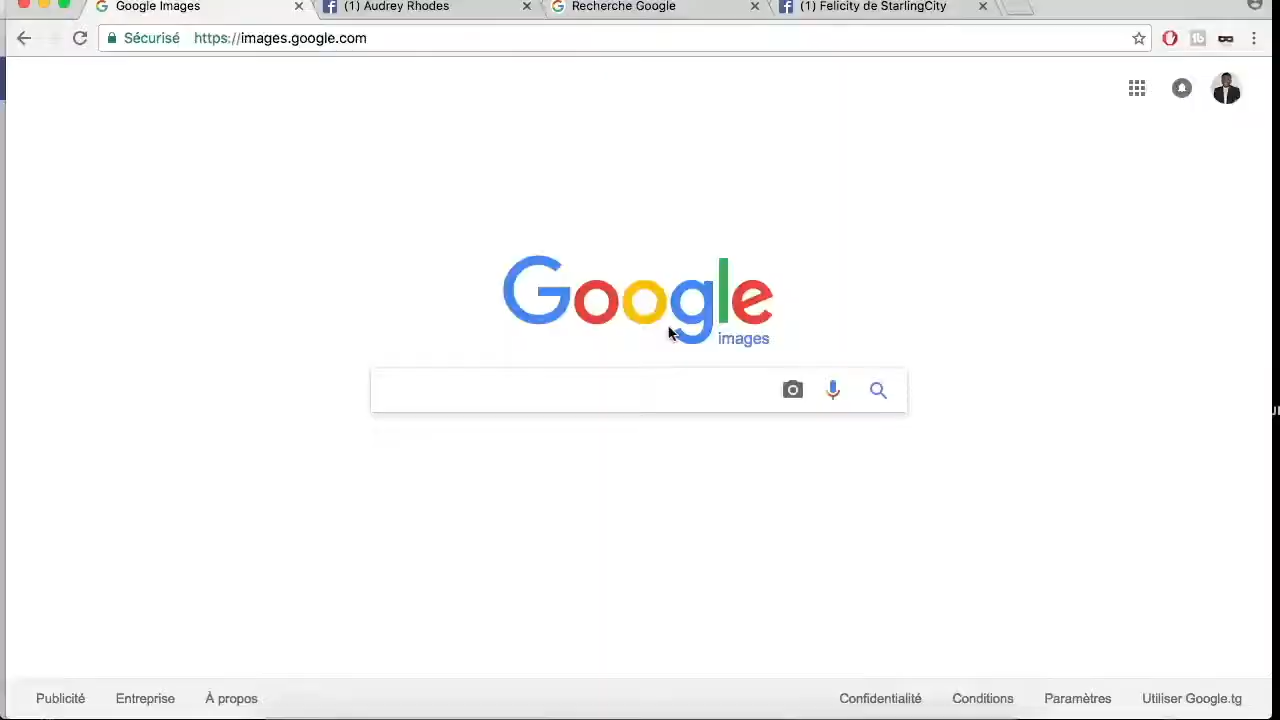 Google Images
(1) Audrey Rhodes
Recherche Google
(1) Felicity de StarlingCity
Sécurisé https://images.google.com
Google
images
Publicité Entreprise À propos Confidentialité Conditions Paramètres Utiliser Google.tg